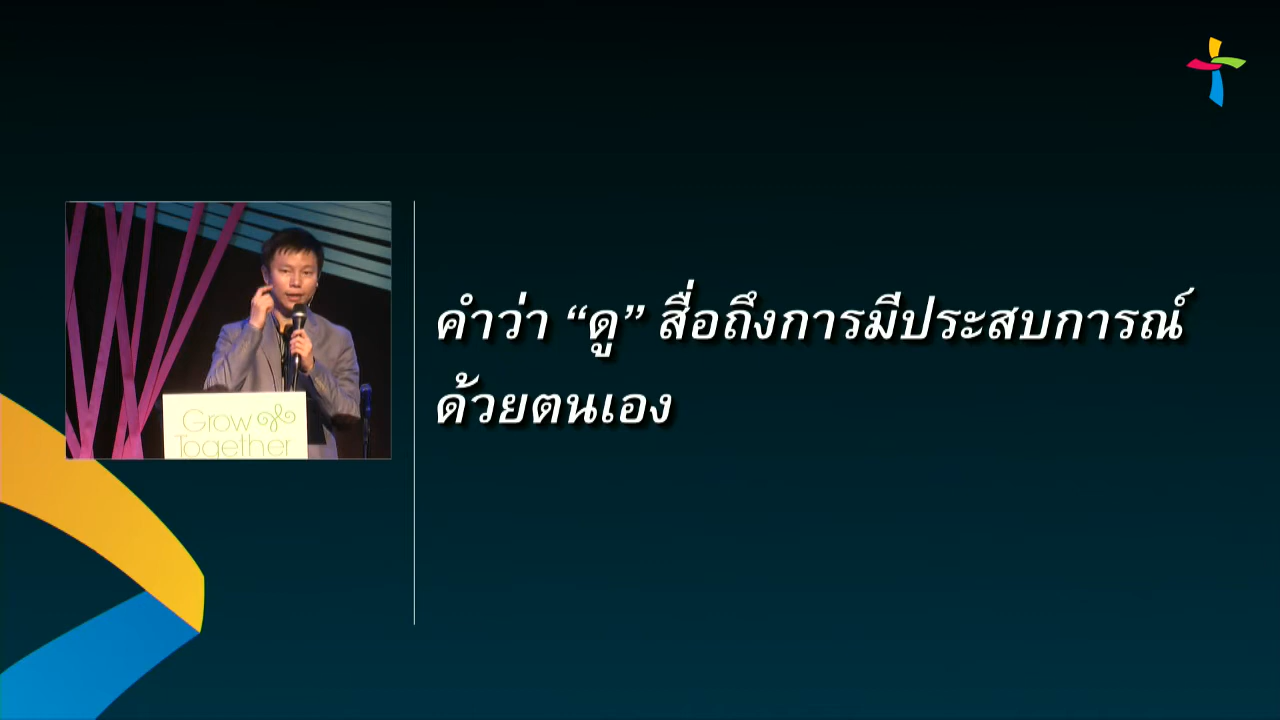 คำว่า “ดู” สื่อถึงการมีประสบการณ์
ด้วยตนเอง
Grow
Together